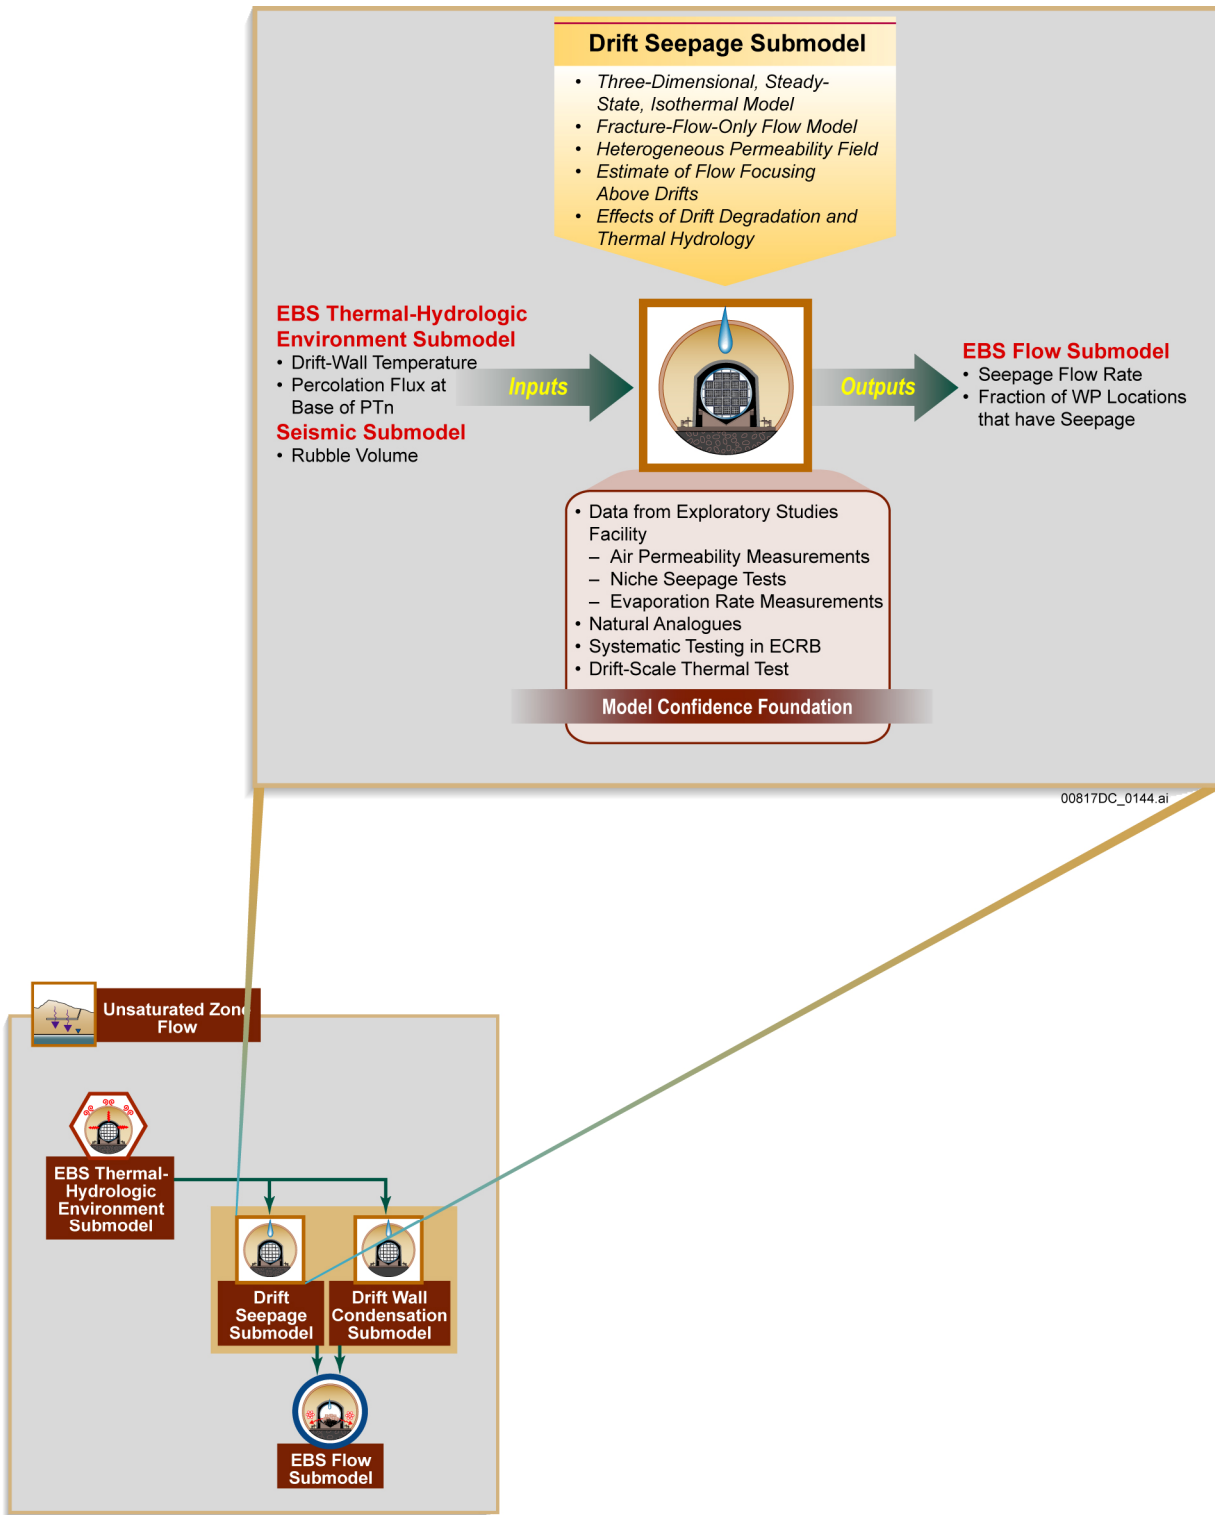 Drift Seepage Submodel
• Three-Dimensional, Steady-
State, Isothermal Model
• Fracture-Flow-Only Flow Model
• Heterogeneous Permeability Field
• Estimate of Flow Focusing
Above Drifts
• Effects of Drift Degradation and
Thermal Hydrology
EBS Thermal-Hydrologic
Environment Submodel
• Drift-Wall Temperature
• Percolation Flux at
Base of PTn
Seismic Submodel
• Rubble Volume
Inputs
Outputs
EBS Flow Submodel
• Seepage Flow Rate
• Fraction of WP Locations
that have Seepage
• Data from Exploratory Studies
Facility
– Air Permeability Measurements
– Niche Seepage Tests
– Evaporation Rate Measurements
• Natural Analogues
• Systematic Testing in ECRB
• Drift-Scale Thermal Test
Model Confidence Foundation
00817DC_0144.ai
Unsaturated Zone
Flow
EBS Thermal-
Hydrologic
Environment
Submodel
Drift
Seepage
Submodel
Drift Wall
Condensation
Submodel
EBS Flow
Submodel